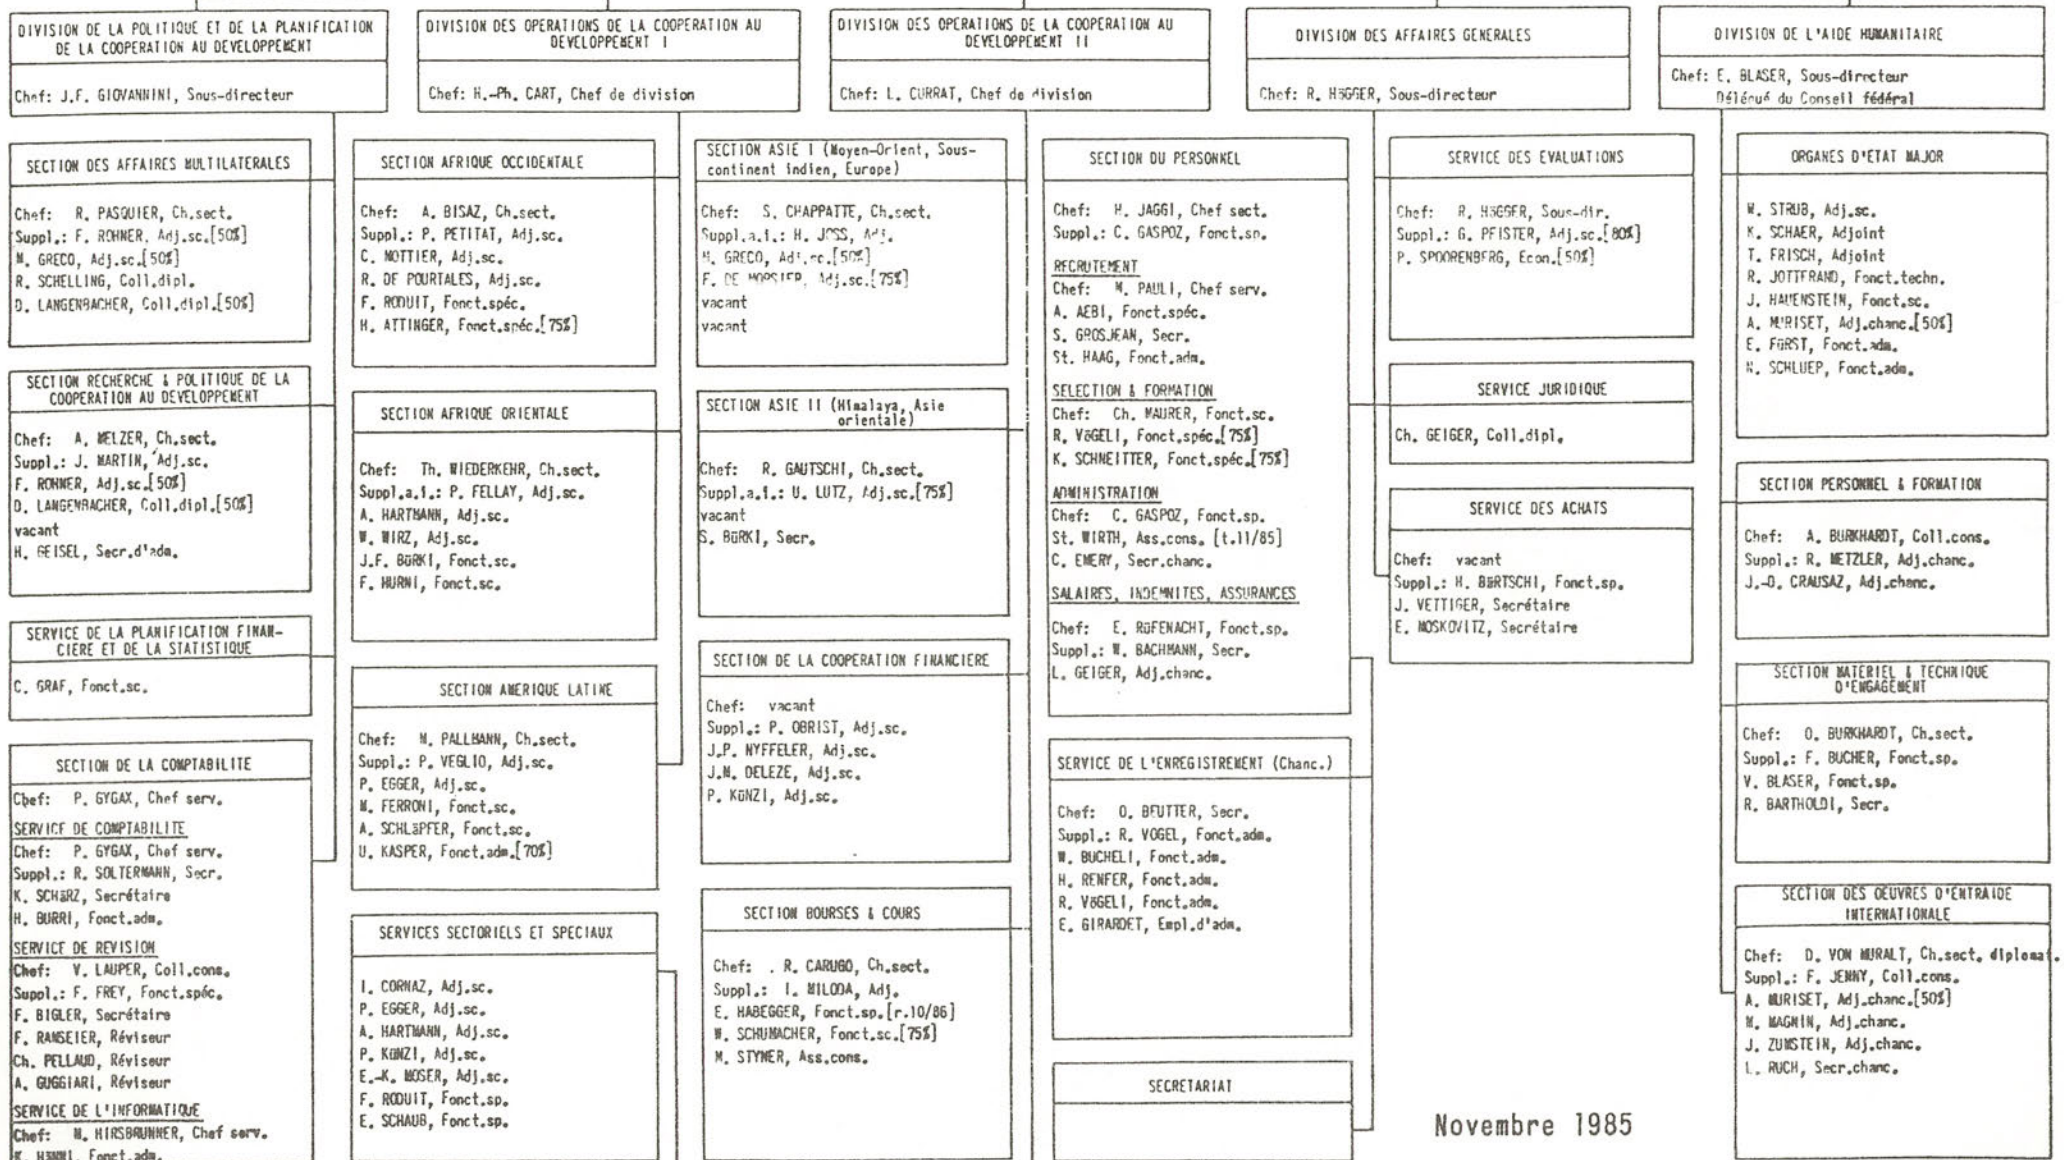 DIVISION DE LA POLITIQUE ET DE LA PLANIFICATION
DE LA COOPERATION AU DEVELOPPEMENT
Chef: J.F. GIOVANNINI, Sous-directeur
DIVISION DES OPERATIONS DE LA COOPERATION AU
DEVELOPPEMENT I
Chef: H.-Ph. CART, Chef de division
DIVISION DES OPERATIONS DE LA COOPERATION AU
DEVELOPPEMENT II
Chef: L. CURRAT, Chef de division
DIVISION DES AFFAIRES GENERALES
Chef: R. HöGGER, Sous-directeur
DIVISION DE L'AIDE HUMANITAIRE
Chef: E. BLASER, Sous-directeur
Délégué du Conseil fédéral
SECTION DES AFFAIRES MULTILATERALES
Chef: R. PASQUIER, Ch.sect.
Suppl.: F. ROHNER, Adj.sc.[50%]
M. GRECO, Adj.sc.[50%]
R. SCHELLING, Coll.dipl.
D. LANGENBACHER, Coll.dipl.[50%]
SECTION RECHERCHE & POLITIQUE DE LA
COOPERATION AU DEVELOPPEMENT
Chef: A. MELZER, Ch.sect.
Suppl.: J. MARTIN, Adj.sc.
F. ROHNER, Adj.sc.[50%]
D. LANGENBACHER, Coll.dipl.[50%]
vacant
H. GEISEL, Secr.d'adm.
SERVICE DE LA PLANIFICATION FINAN-
CIERE ET DE LA STATISTIQUE
C. GRAF, Fonct.sc.
SECTION DE LA COMPTABILITE
Chef: P. GYGAX, Chef serv.
SERVICE DE COMPTABILITE
Chef: P. GYGAX, Chef serv.
Suppl.: R. SOLTERMANN, Secr.
K. SCHäRZ, Secrétaire
H. BURRI, Fonct.adm.
SERVICE DE REVISION
Chef: V. LAUPER, Coll.cons.
Suppl.: F. FREY, Fonct.spéc.
F. BIGLER, Secrétaire
F. RAMSEIER, Réviseur
Ch. PELLAUD, Réviseur
A. GUGGIARI, Réviseur
SERVICE DE L'INFORMATIQUE
Chef: M. HIRSBRUNNER, Chef serv.
K. HäNNI, Fonct.adm.
SECTION AFRIQUE OCCIDENTALE
Chef: A. BISAZ, Ch.sect.
Suppl.: P. PETITAT, Adj.sc.
C. MOTTIER, Adj.sc.
R. DE POURTALES, Adj.sc.
F. RODUIT, Fonct.spéc.
H. ATTINGER, Fonct.spéc.[75%]
SECTION AFRIQUE ORIENTALE
Chef: Th. WIEDERKEHR, Ch.sect.
Suppl.a.i.: P. FELLAY, Adj.sc.
A. HARTMANN, Adj.sc.
W. WIRZ, Adj.sc.
J.F. BüRKI, Fonct.sc.
F. HURNI, Fonct.sc.
SECTION AMERIQUE LATINE
Chef: M. PALLMANN, Ch.sect.
Suppl.: P. VEGLIO, Adj.sc.
P. EGGER, Adj.sc.
M. FERRONI, Fonct.sc.
A. SCHLäPFER, Fonct.sc.
U. KASPER, Fonct.adm.[70%]
SERVICES SECTORIELS ET SPECIAUX
I. CORNAZ, Adj.sc.
P. EGGER, Adj.sc.
A. HARTMANN, Adj.sc.
P. KüNZI, Adj.sc.
E.-K. MOSER, Adj.sc.
F. RODUIT, Fonct.sp.
E. SCHAUB, Fonct.sp.
SECTION ASIE I (Moyen-Orient, Sous-
continent indien, Europe)
Chef: S. CHAPPATTE, Ch.sect.
Suppl.a.i.: H. JOSS, Adj.
M. GRECO, Adj.sc.[50%]
F. DE MORSIER, Adj.sc.[75%]
vacant
vacant
SECTION ASIE II (Himalaya, Asie
orientale)
Chef: R. GAUTSCHI, Ch.sect.
Suppl.a.i.: U. LUTZ, Adj.sc.[75%]
vacant
S. BüRKI, Secr.
SECTION DE LA COOPERATION FINANCIERE
Chef: vacant
Suppl.: P. OBRIST, Adj.sc.
J.P. NYFFELER, Adj.sc.
J.M. DELEZE, Adj.sc.
P. KüNZI, Adj.sc.
SECTION BOURSES & COURS
Chef: . R. CARUGO, Ch.sect.
Suppl.: I. MILODA, Adj.
E. HABEGGER, Fonct.sp.[r.10/86]
W. SCHUMACHER, Fonct.sc.[75%]
M. STYNER, Ass.cons.
SECTION DU PERSONNEL
Chef: H. JAGGI, Chef sect.
Suppl.: C. GASPOZ, Fonct.sp.
RECRUTEMENT
Chef: M. PAULI, Chef serv.
A. AEBI, Fonct.spéc.
S. GROSJEAN, Secr.
St. HAAG, Fonct.adm.
SELECTION & FORMATION
Chef: Ch. MAURER, Fonct.sc.
R. VöGELI, Fonct.spéc.[75%]
K. SCHNEITTER, Fonct.spéc.[75%]
ADMINISTRATION
Chef: C. GASPOZ, Fonct.sp.
St. WIRTH, Ass.cons. [t.11/85]
C. EMERY, Secr.chanc.
SALAIRES, INDEMNITES, ASSURANCES
Chef: E. RüFENACHT, Fonct.sp.
Suppl.: W. BACHMANN, Secr.
L. GEIGER, Adj.chanc.
SERVICE DE L'ENREGISTREMENT (Chanc.)
Chef: O. BEUTTER, Secr.
Suppl.: R. VOGEL, Fonct.adm.
W. BUCHELI, Fonct.adm.
H. RENFER, Fonct.adm.
R. VöGELI, Fonct.adm.
E. GIRARDET, Empl.d'adm.
SECRETARIAT
SERVICE DES EVALUATIONS
Chef: R. HöGGER, Sous-dir.
Suppl.: G. PFISTER, Adj.sc.[80%]
P. SPOORENBERG, Econ.[50%]
SERVICE JURIDIQUE
Ch. GEIGER, Coll.dipl.
SERVICE DES ACHATS
Chef: vacant
Suppl.: H. BäRTSCHI, Fonct.sp.
J. VETTIGER, Secrétaire
E. MOSKOVITZ, Secrétaire
ORGANES D'ETAT MAJOR
W. STRUB, Adj.sc.
K. SCHAER, Adjoint
T. FRISCH, Adjoint
R. JOTTERAND, Fonct.techn.
J. HAUENSTEIN, Fonct.sc.
A. MURISET, Adj.chanc.[50%]
E. FüRST, Fonct.adm.
N. SCHLUEP, Fonct.adm.
SECTION PERSONNEL & FORMATION
Chef: A. BURKHARDT, Coll.cons.
Suppl.: R. METZLER, Adj.chanc.
J.-D. CRAUSAZ, Adj.chanc.
SECTION MATERIEL & TECHNIQUE
D'ENGAGEMENT
Chef: O. BURKHARDT, Ch.sect.
Suppl.: F. BUCHER, Fonct.sp.
V. BLASER, Fonct.sp.
R. BARTHOLDI, Secr.
SECTION DES OEUVRES D'ENTRAIDE
INTERNATIONALE
Chef: D. VON MURALT, Ch.sect. diplomat.
Suppl.: F. JENNY, Coll.cons.
A. MURISET, Adj.chanc.[50%]
M. MAGNIN, Adj.chanc.
J. ZUMSTEIN, Adj.chanc.
L. RUCH, Secr.chanc.
Novembre 1985